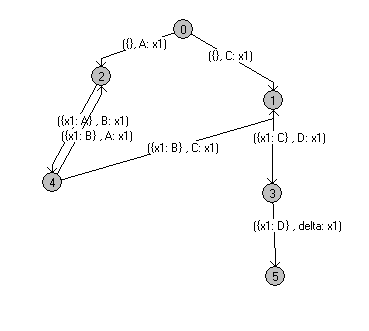 0
({}, A: x1)
({}, C: x1)
2
1
({x1: A} , B: x1)
({x1: B} , A: x1)
({x1: C} , D: x1)
({x1: B} , C: x1)
4
3
({x1: D} , delta: x1)
5